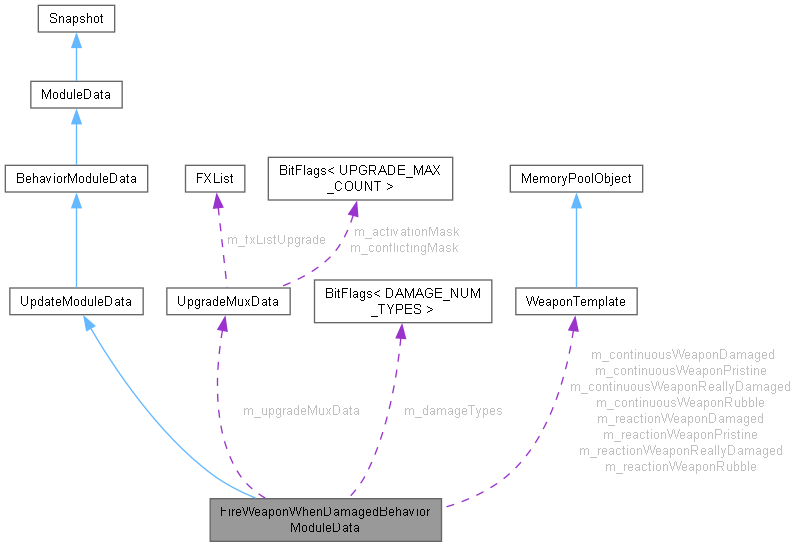 Snapshot
ModuleData
BehaviorModuleData
FXList
BitFlags< UPGRADE_MAX
_COUNT >
MemoryPoolObject
m_fxListUpgrade
m_activationMask
m_conflictingMask
UpdateModuleData
UpgradeMuxData
BitFlags< DAMAGE_NUM
_TYPES >
WeaponTemplate
m_upgradeMuxData
m_damageTypes
m_continuousWeaponDamaged
m_continuousWeaponPristine
m_continuousWeaponReallyDamaged
m_continuousWeaponRubble
m_reactionWeaponDamaged
m_reactionWeaponPristine
m_reactionWeaponReallyDamaged
m_reactionWeaponRubble
FireWeaponWhenDamagedBehavior
ModuleData